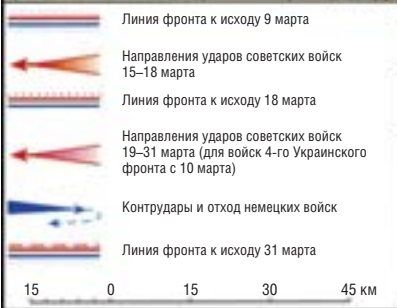 Линия фронта к исходу 9 марта
Направления ударов советских войск
15–18 марта
Линия фронта к исходу 18 марта
Направления ударов советских войск
19–31 марта (для войск 4-го Украинского
фронта с 10 марта)
Контрудары и отход немецких войск
Линия фронта к исходу 31 марта
15 0 15 30 45 км